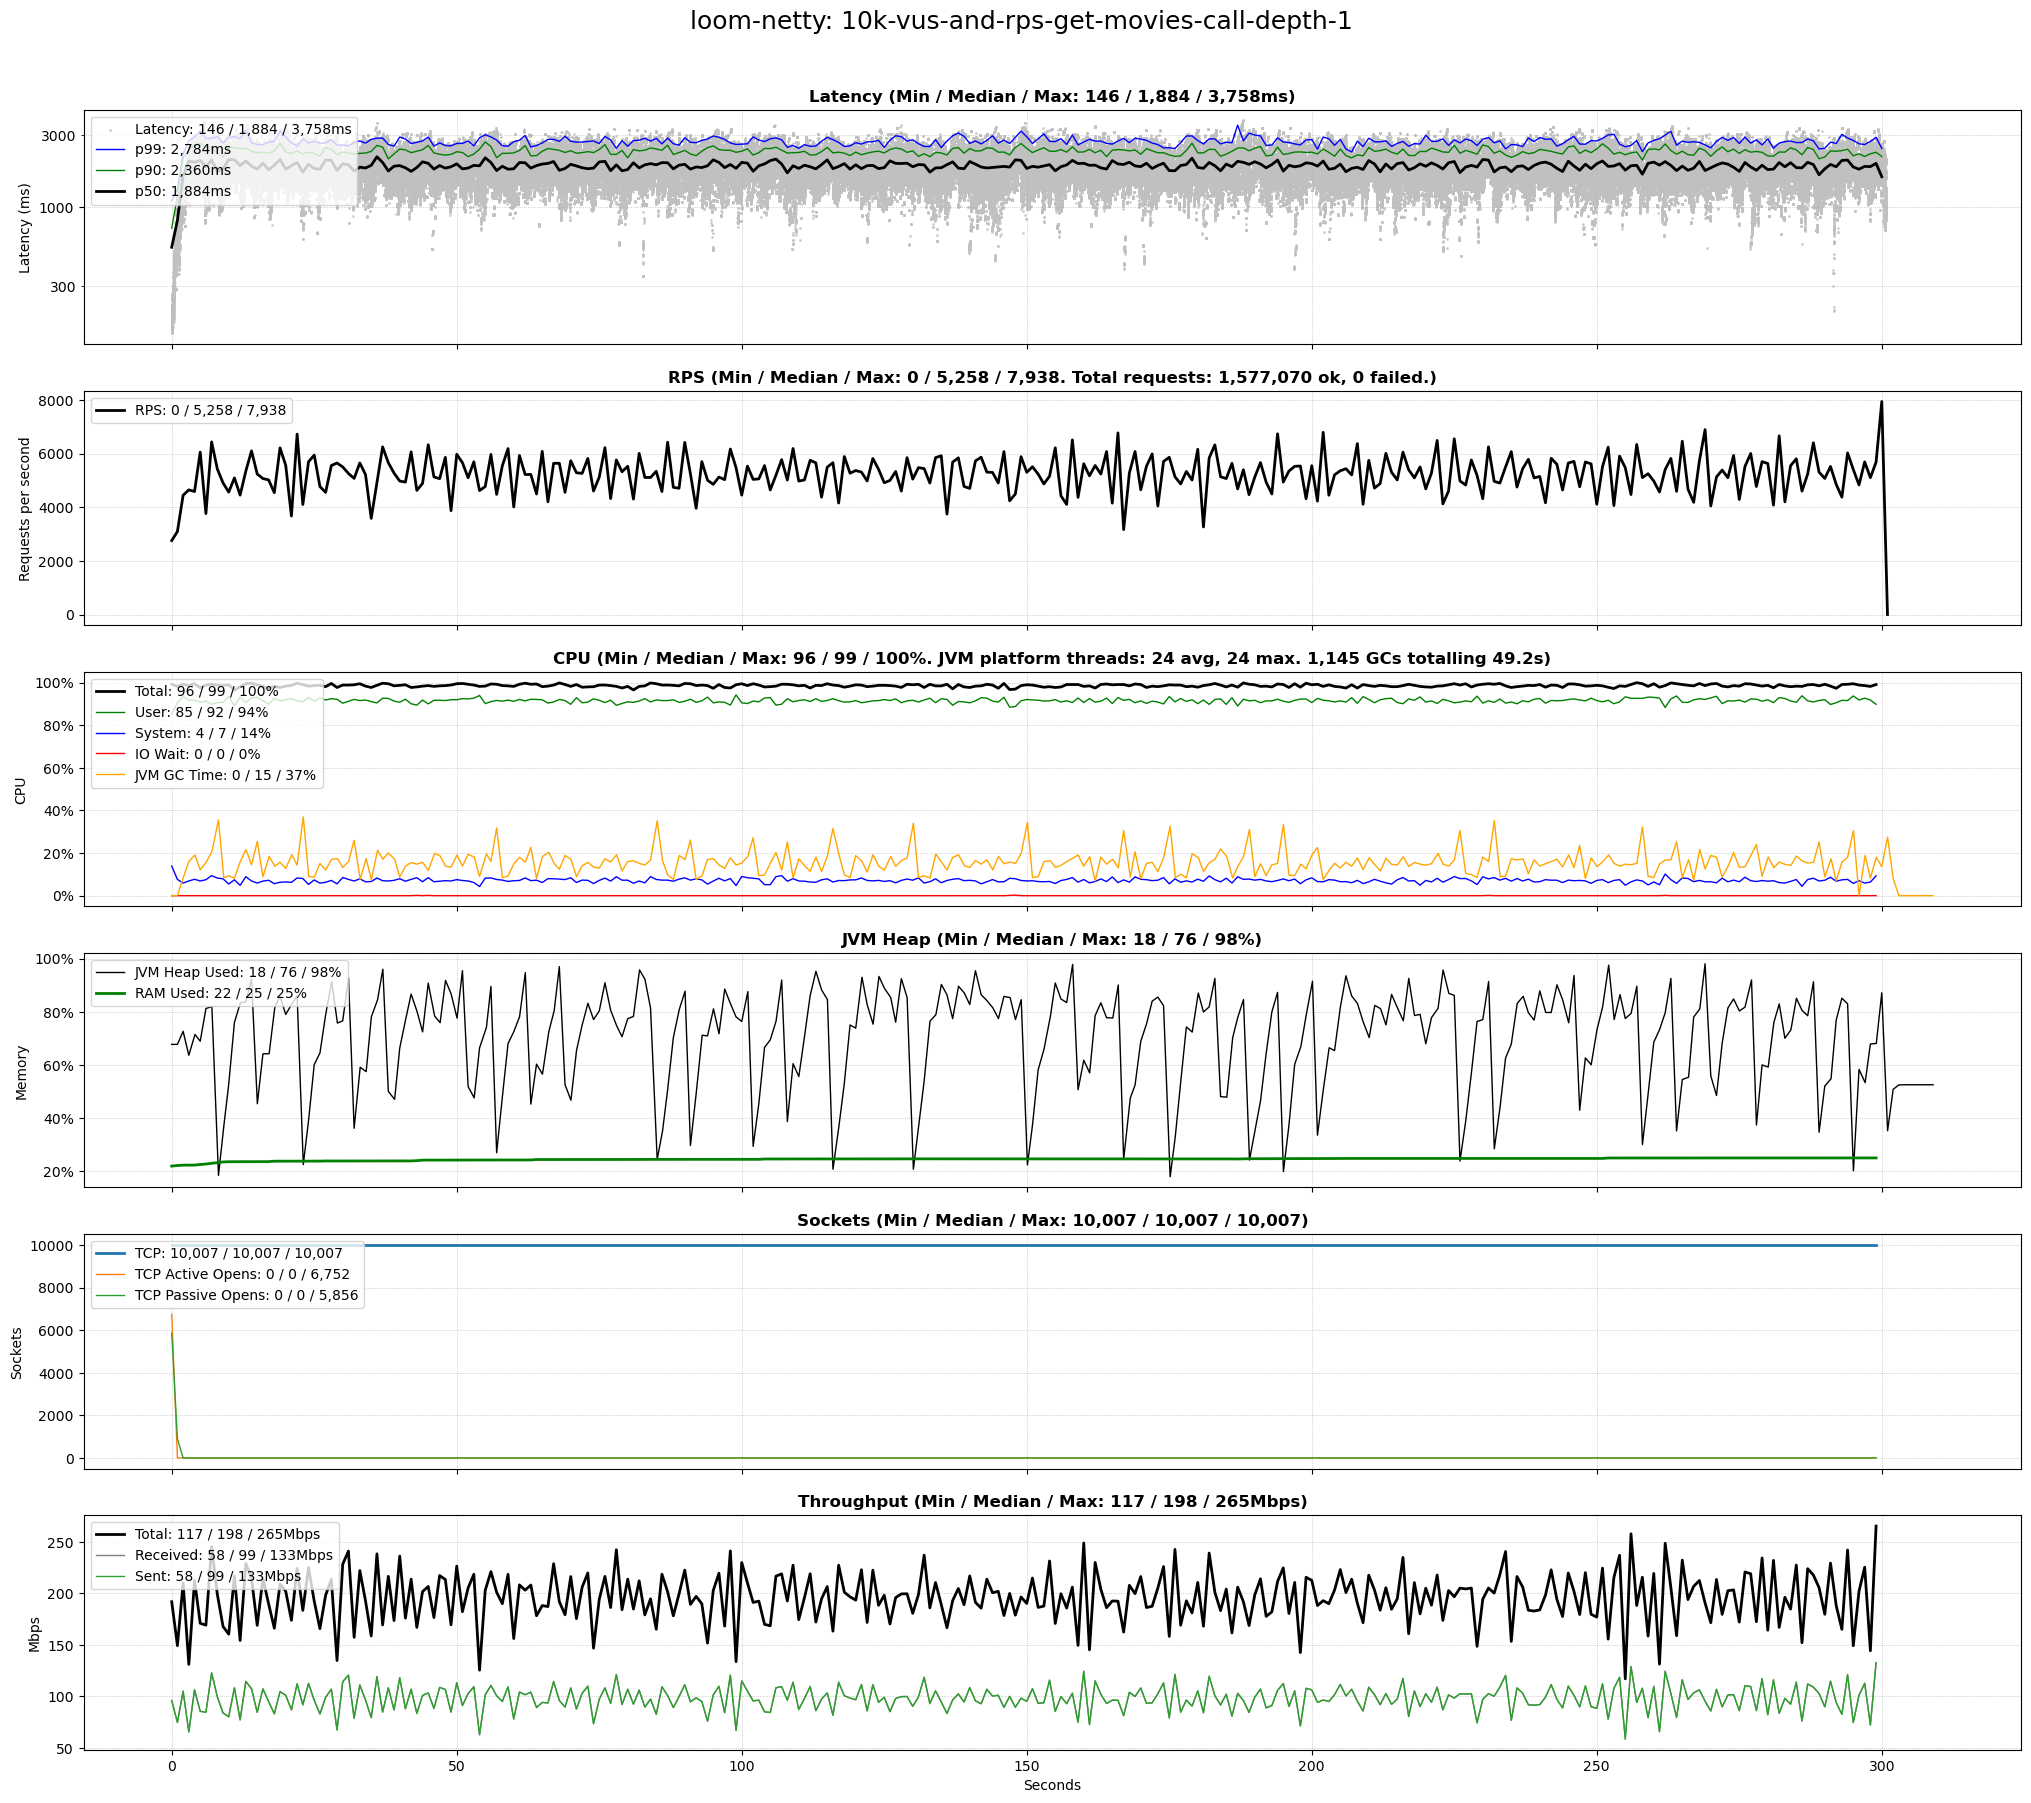 loom-netty: 10k-vus-and-rps-get-movies-call-depth-1
Latency (Min / Median / Max: 146 / 1,884 / 3,758ms)
Latency: 146 / 1,884 / 3,758ms
p99: 2,784ms
p90: 2,360ms
p50: 1,884ms
3000
1000
300
Latency (ms)
RPS (Min / Median / Max: 0 / 5,258 / 7,938. Total requests: 1,577,070 ok, 0 failed.)
RPS: 0 / 5,258 / 7,938
8000
6000
4000
2000
0
Requests per second
CPU (Min / Median / Max: 96 / 99 / 100%. JVM platform threads: 24 avg, 24 max. 1,145 GCs totalling 49.2s)
Total: 96 / 99 / 100%
User: 85 / 92 / 94%
System: 4 / 7 / 14%
IO Wait: 0 / 0 / 0%
JVM GC Time: 0 / 15 / 37%
100%
80%
60%
40%
20%
0%
CPU
JVM Heap (Min / Median / Max: 18 / 76 / 98%)
JVM Heap Used: 18 / 76 / 98%
RAM Used: 22 / 25 / 25%
100%
80%
60%
40%
20%
Memory
Sockets (Min / Median / Max: 10,007 / 10,007 / 10,007)
TCP: 10,007 / 10,007 / 10,007
TCP Active Opens: 0 / 0 / 6,752
TCP Passive Opens: 0 / 0 / 5,856
10000
8000
6000
4000
2000
0
Sockets
Throughput (Min / Median / Max: 117 / 198 / 265Mbps)
Total: 117 / 198 / 265Mbps
Received: 58 / 99 / 133Mbps
Sent: 58 / 99 / 133Mbps
250
200
150
100
50
Mbps
0 50 100 150 200 250 300
Seconds